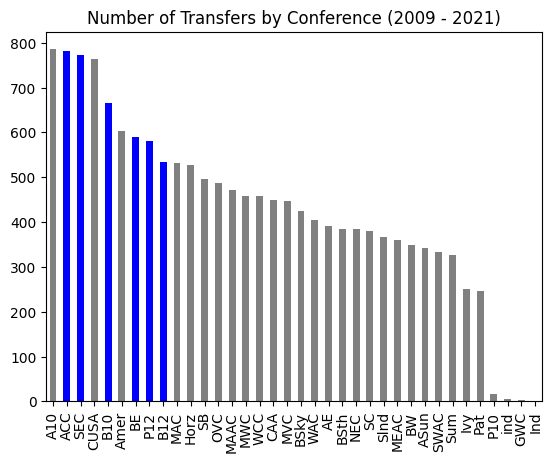 Number of Transfers by Conference (2009 - 2021)
800
700
600
500
400
300
200
100
0
A10
ACC
SEC
CUSA
B10
Amer
BE
P12
B12
MAC
Horz
SB
OVC
MAAC
MWC
WCC
CAA
MVC
BSky
WAC
AE
BSth
NEC
SC
Slnd
MEAC
BW
ASun
SWAC
Sum
Ivy
Pat
P10
ind
GWC
Ind